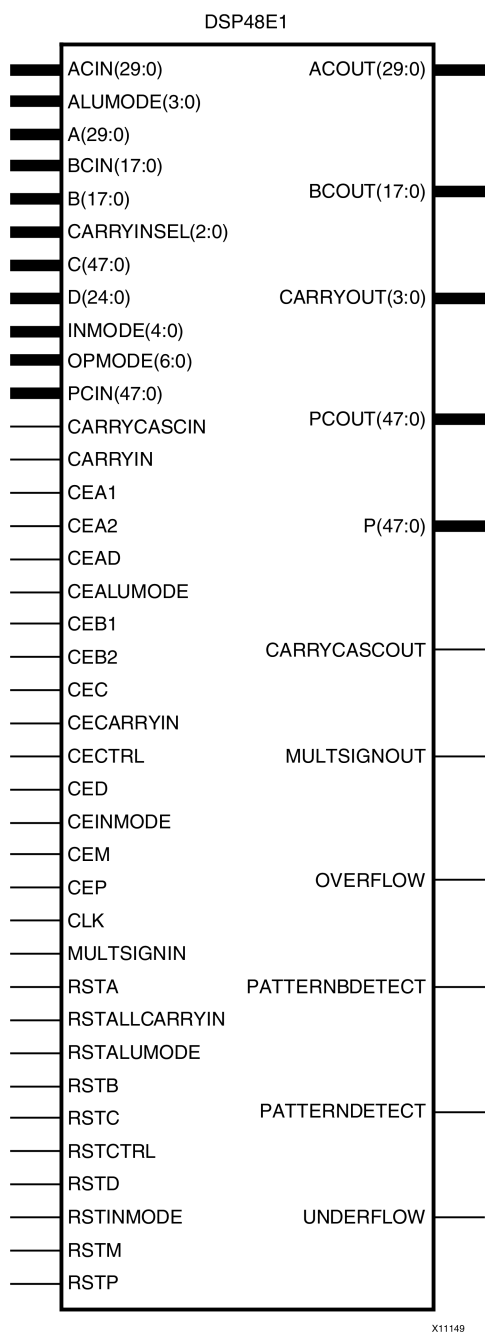 DSP48E1
ACIN(29:0) ACOUT(29:0)
ALUMODE(3:0)
A(29:0)
BCIN(17:0)
BCOUT(17:0)
B(17:0)
CARRYINSEL(2:0)
C(47:0)
D(24:0) CARRYOUT(3:0)
INMODE(4:0)
OPMODE(6:0)
PCIN(47:0)
PCOUT(47:0)
CARRYCASCIN
CARRYIN
CEA1
CEA2 P(47:0)
CEAD
CEALUMODE
CEB1
CEB2 CARRYCASCOUT
CEC
CECARRYIN
CECTRL MULTSIGNOUT
CED
CEINMODE
CEM
CEP OVERFLOW
CLK
MULTSIGNIN
RSTA PATTERNBDETECT
RSTALLCARRYIN
RSTALUMODE
RSTB
RSTC PATTERNDETECT
RSTCTRL
RSTD
RSTINMODE UNDERFLOW
RSTM
RSTP
X11149